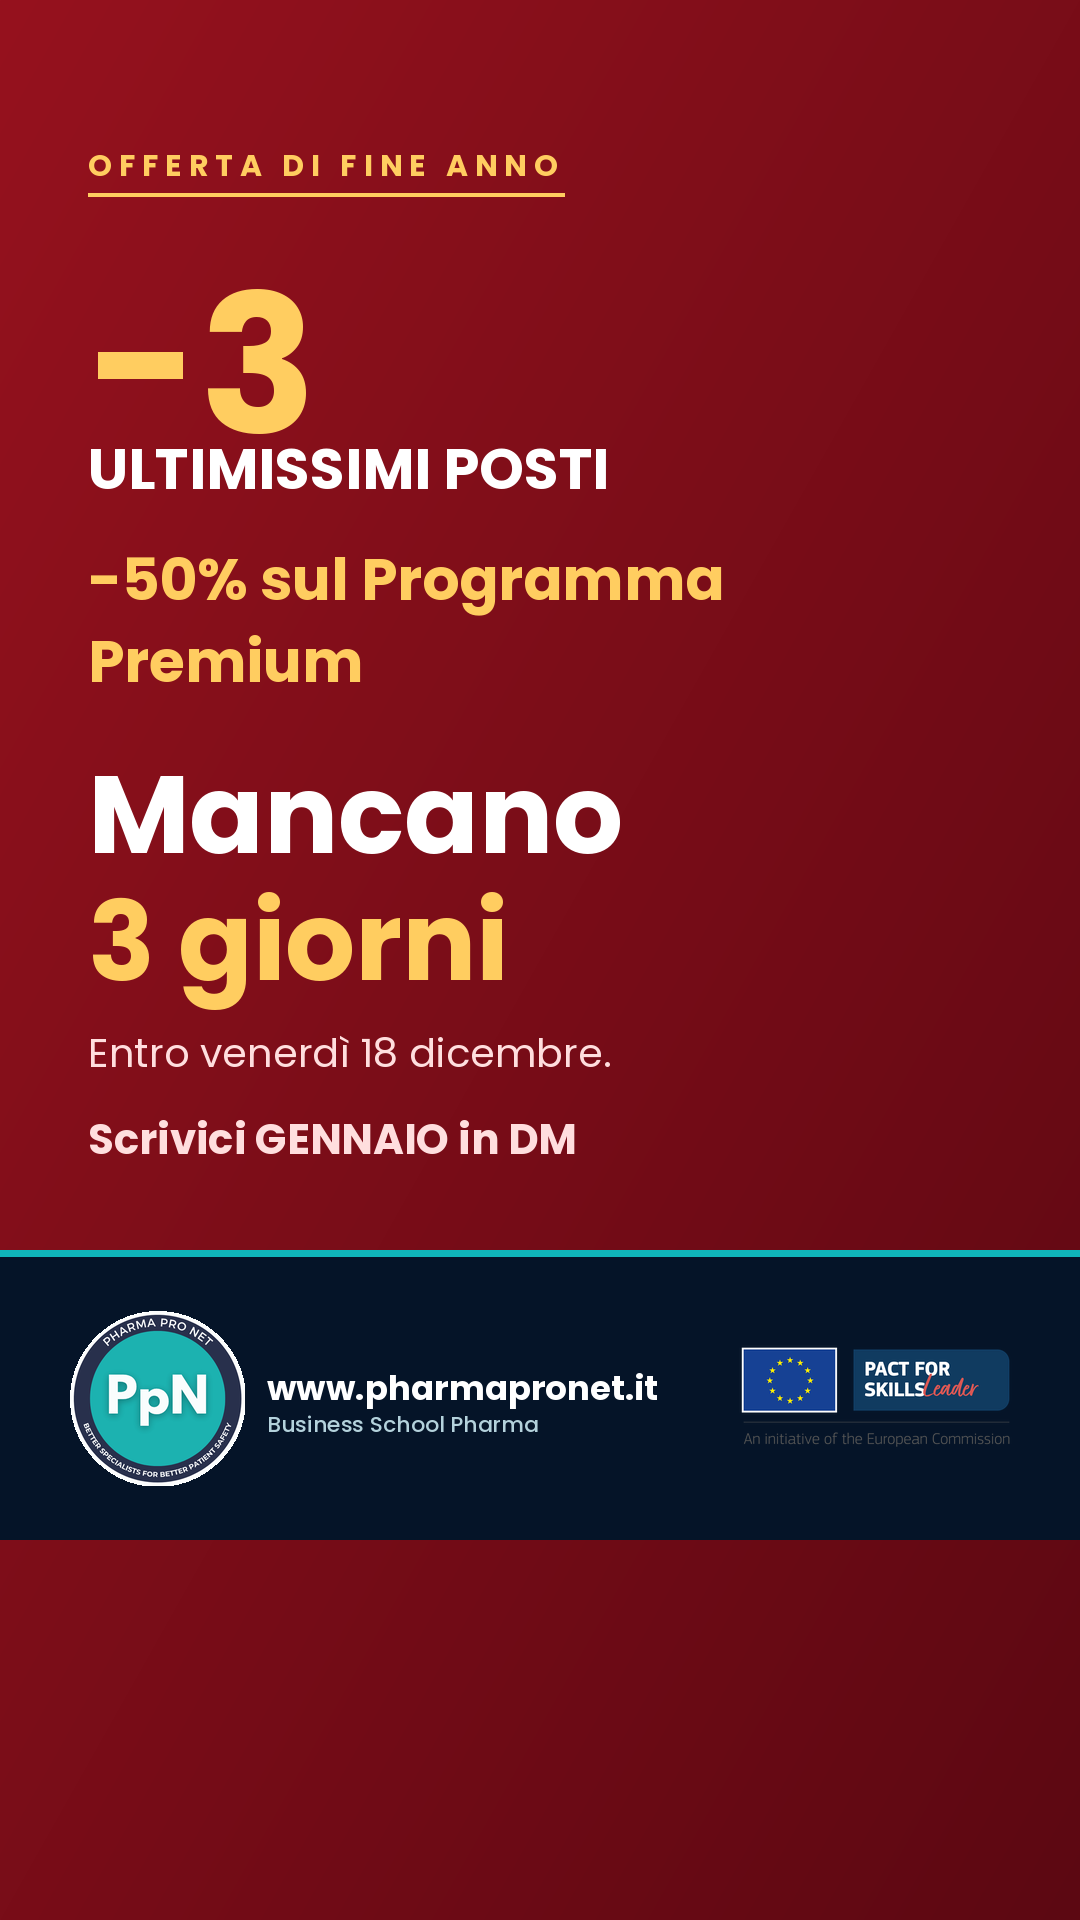 OFFERTA DI FINE ANNO
-3
ULTIMISSIMI POSTI
-50% sul Programma
Premium
Mancano
3 giorni
Entro venerdì 18 dicembre.
Scrivici GENNAIO in DM
PHARMA PRO NET
PpN
BETTER SPECIALISTS FOR BETTER PATIENT SAFETY
www.pharmapronet.it
Business School Pharma
PACT FOR
SKILLS Leader
An initiative of the European Commission